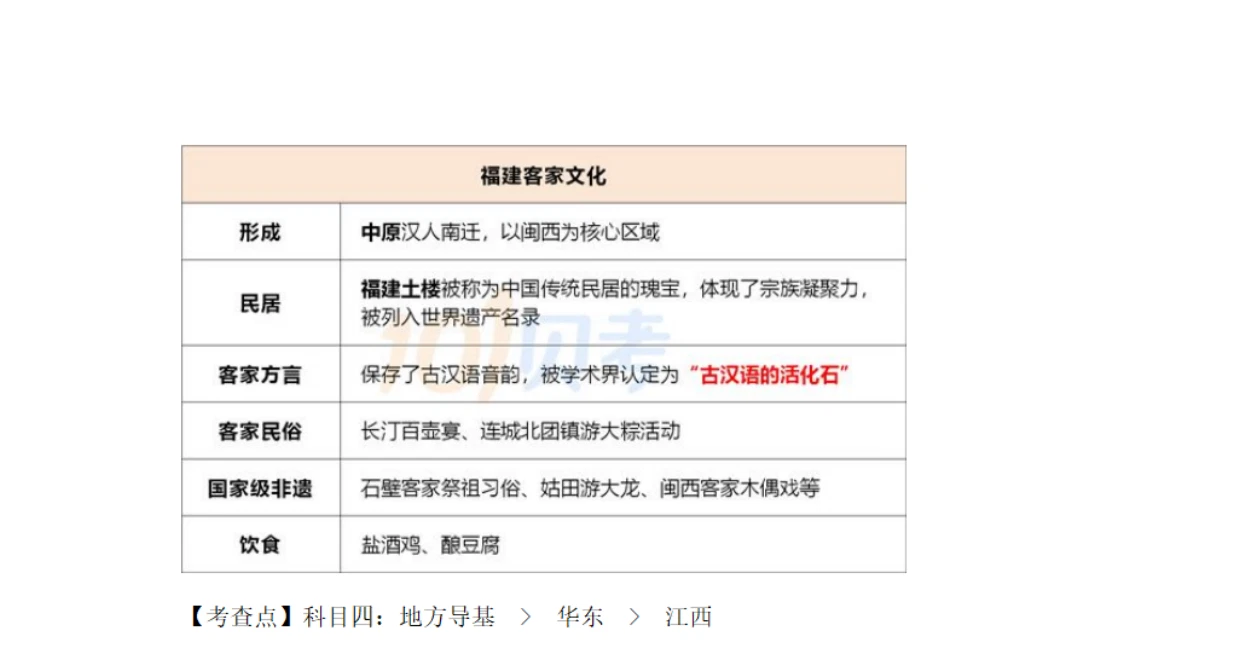 福建客家文化
形成
中原汉人南迁，以闽西为核心区域
民居
福建土楼被称为中国传统民居的瑰宝，体现了宗族凝聚力，
被列入世界遗产名录
客家方言
保存了古汉语音韵，被学术界认定为“古汉语的活化石”
客家民俗
长汀百壶宴、连城北团镇游大粽活动
国家级非遗
石壁客家祭祖习俗、姑田游大龙、闽西客家木偶戏等
饮食
盐酒鸡、酿豆腐
101贝考
【考查点】科目四：地方导基 > 华东 > 江西